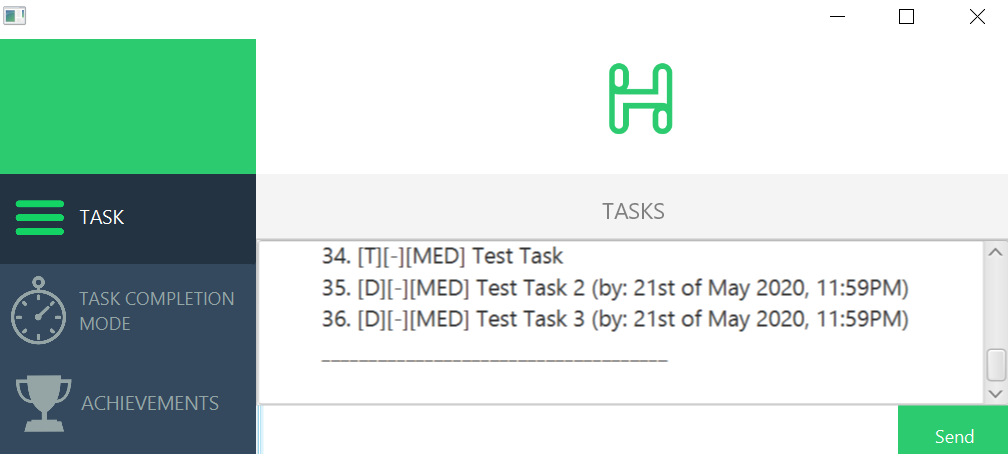 TASK
TASK COMPLETION
MODE
ACHIEVEMENTS
TASKS
34. [T][-][MED] Test Task
35. [D][-][MED] Test Task 2 (by: 21st of May 2020, 11:59PM)
36. [D][-][MED] Test Task 3 (by: 21st of May 2020, 11:59PM)
_____________________________________
Send